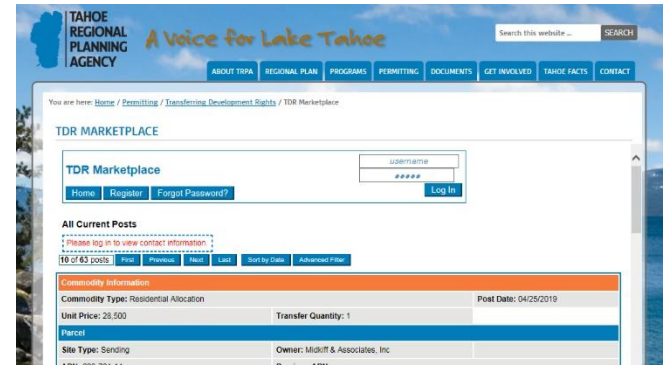 TAHOE
REGIONAL
PLANNING
AGENCY
A Voice for Lake Tahoe
Search this website ... SEARCH
ABOUT TRPA REGIONAL PLAN PROGRAMS PERMITTING DOCUMENTS GET INVOLVED TAHOE FACTS CONTACT
You are here: Home / Permitting / Transferring Development Rights / TDR Marketplace
TDR MARKETPLACE
TDR Marketplace
username
Home Register Forgot Password? Log In
All Current Posts
Please log in to view contact information
10 of 63 posts First Previous Next Last Sort by Date Advanced Filter
Commodity Information
Commodity Type: Residential Allocation Post Date: 04/25/2019
Unit Price: 28,500 Transfer Quantity: 1
Parcel
Site Type: Sending Owner: Midkiff & Associates, Inc